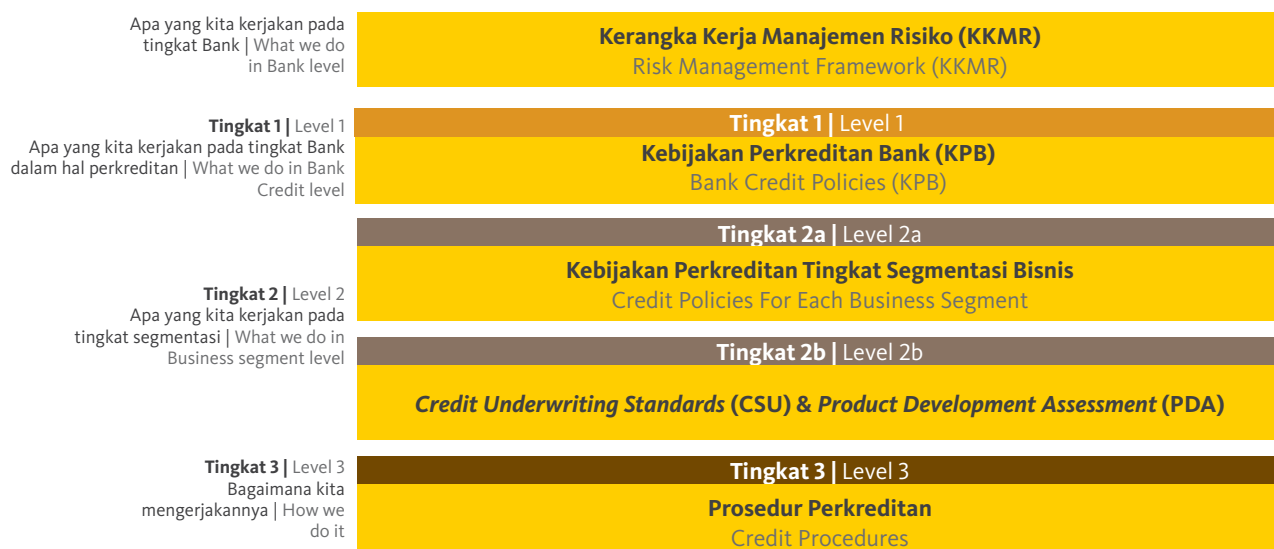 Apa yang kita kerjakan pada
tingkat Bank | What we do
in Bank level
Kerangka Kerja Manajemen Risiko (KKMR)
Risk Management Framework (KKMR)
Tingkat 1 | Level 1
Apa yang kita kerjakan pada tingkat Bank
dalam hal perkreditan | What we do in Bank
Credit level
Tingkat 1 | Level 1
Kebijakan Perkreditan Bank (KPB)
Bank Credit Policies (KPB)
Tingkat 2 | Level 2
Apa yang kita kerjakan pada
tingkat segmentasi | What we do in
Business segment level
Tingkat 2a | Level 2a
Kebijakan Perkreditan Tingkat Segmentasi Bisnis
Credit Policies For Each Business Segment
Tingkat 2b | Level 2b
Credit Underwriting Standards (CSU) & Product Development Assessment (PDA)
Tingkat 3 | Level 3
Bagaimana kita
mengerjakannya | How we
do it
Tingkat 3 | Level 3
Prosedur Perkreditan
Credit Procedures